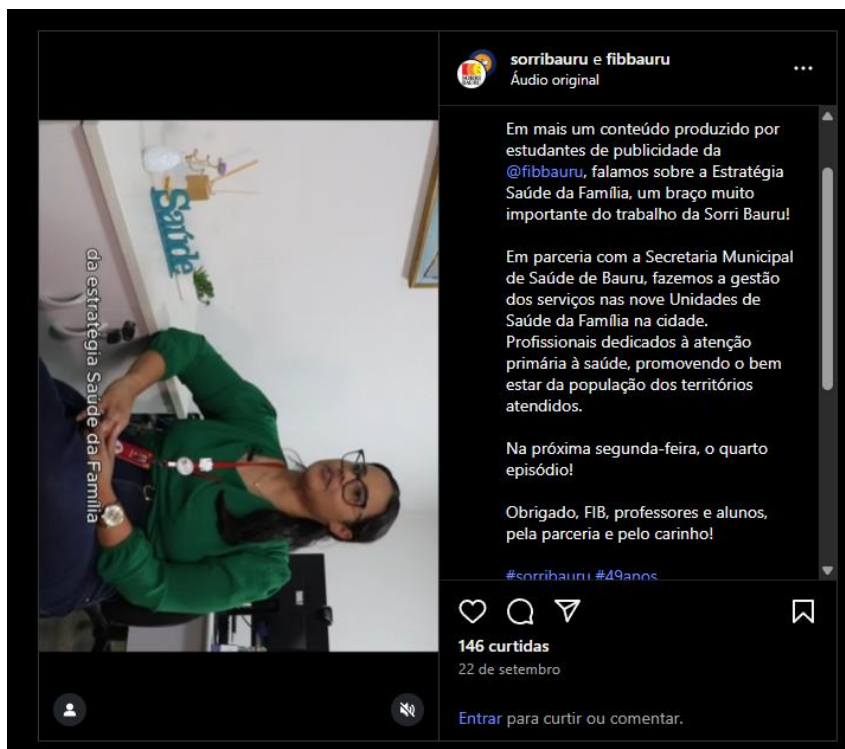 sorribauru e fibbauru
Áudio original
Em mais um conteúdo produzido por
estudantes de publicidade da
@fibbauru, falamos sobre a Estratégia
Saúde da Família, um braço muito
importante do trabalho da Sorri Bauru!
Em parceria com a Secretaria Municipal
de Saúde de Bauru, fazemos a gestão
dos serviços nas nove Unidades de
Saúde da Família na cidade.
Profissionais dedicados à atenção
primária à saúde, promovendo o bem
estar da população dos territórios
atendidos.
Na próxima segunda-feira, o quarto
episódio!
Obrigado, FIB, professores e alunos,
pela parceria e pelo carinho!
#sorribauru #49anos
146 curtidas
22 de setembro
Entrar para curtir ou comentar.
Saúde
da estratégia Saúde da Família